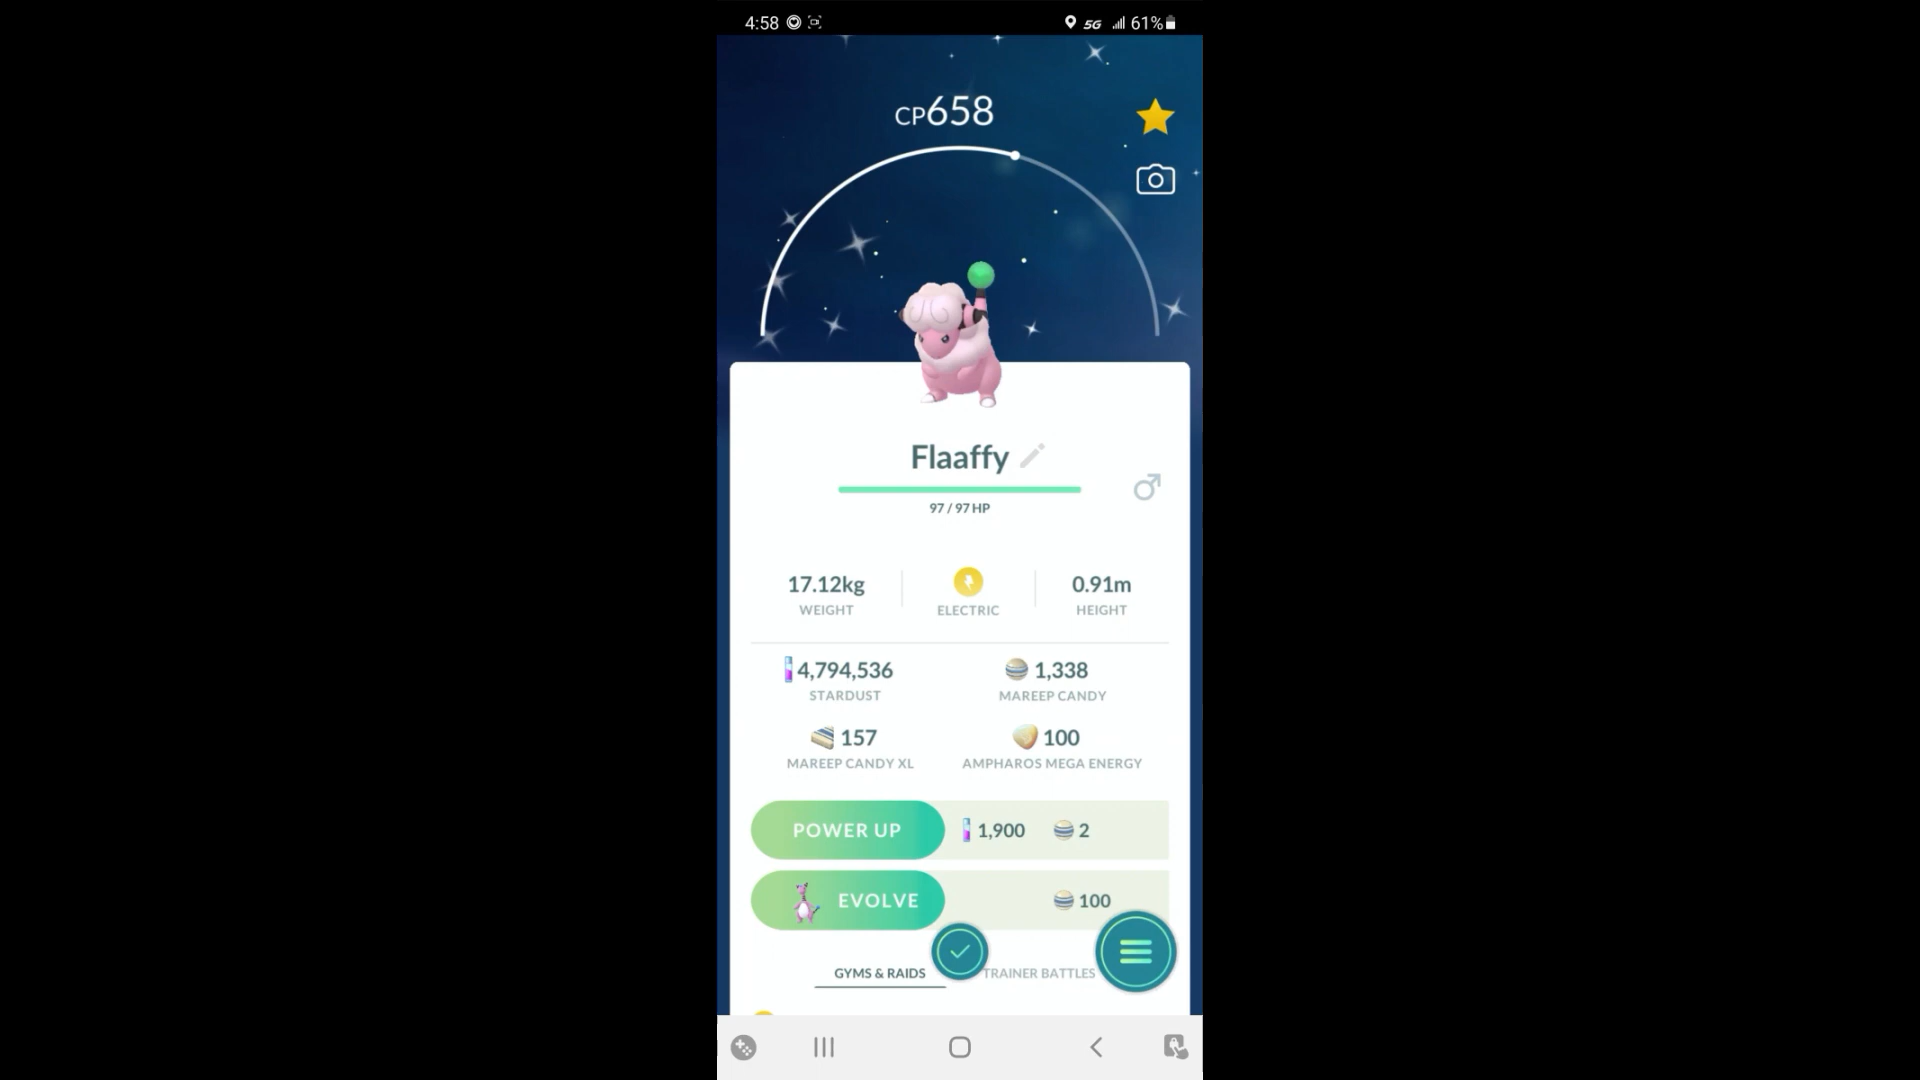 4:58 5G 61%
CP658
Flaaffy
97 / 97 HP
17.12kg 0.91m
WEIGHT ELECTRIC HEIGHT
4,794,536 1,338
STARDUST MAREEP CANDY
157 100
MAREEP CANDY XL AMPHAROS MEGA ENERGY
POWER UP 1,900 2
EVOLVE 100
GYMS & RAIDS TRAINER BATTLES